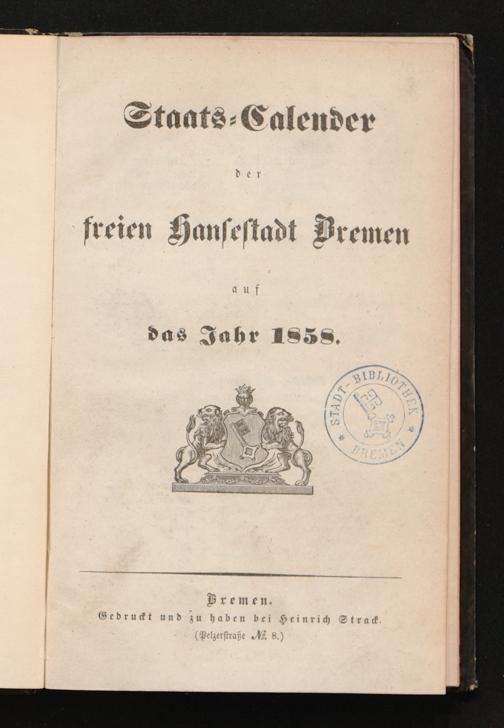 Staats-Calender
der
freien Hansestadt Bremen
auf
das Jahr 1858.
STADT-BIBLIOTHEK
* BREMEN *
Bremen.
Gedruckt und zu haben bei Heinrich Strack.
(Pelzerstraße № 8.)